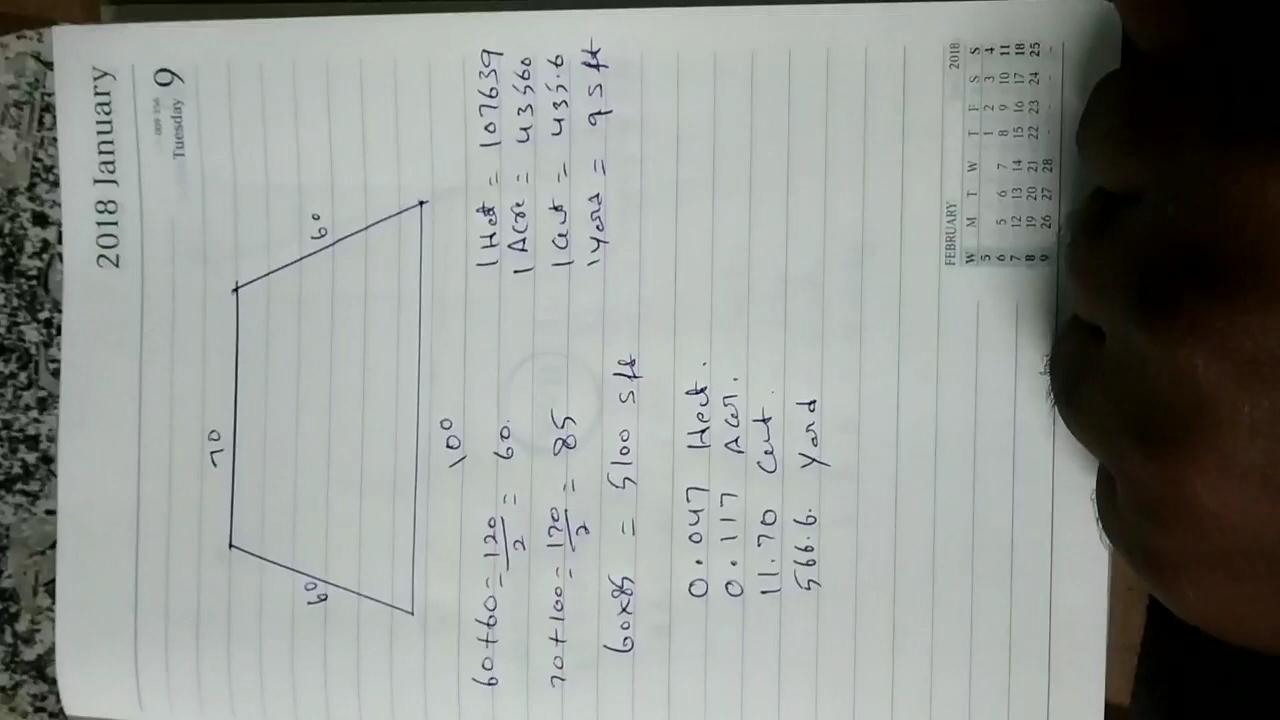 2018 January
009-356
Tuesday 9
70
60
60
100
60+60 = 120/2 = 60.
70+100 = 170/2 = 85
60x85 = 5100 sft
1 Hect = 107639
1 Acre = 43560
1 Cent = 435.6
1 Yard = 9 Sft
0.047 Hect.
0.117 Acr.
11.70 Cent.
566.6. Yard
FEBRUARY 2018
W M T W T F S S
5 1 2 3 4
6 5 6 7 8 9 10 11
7 12 13 14 15 16 17 18
8 19 20 21 22 23 24 25
9 26 27 28 - - - -